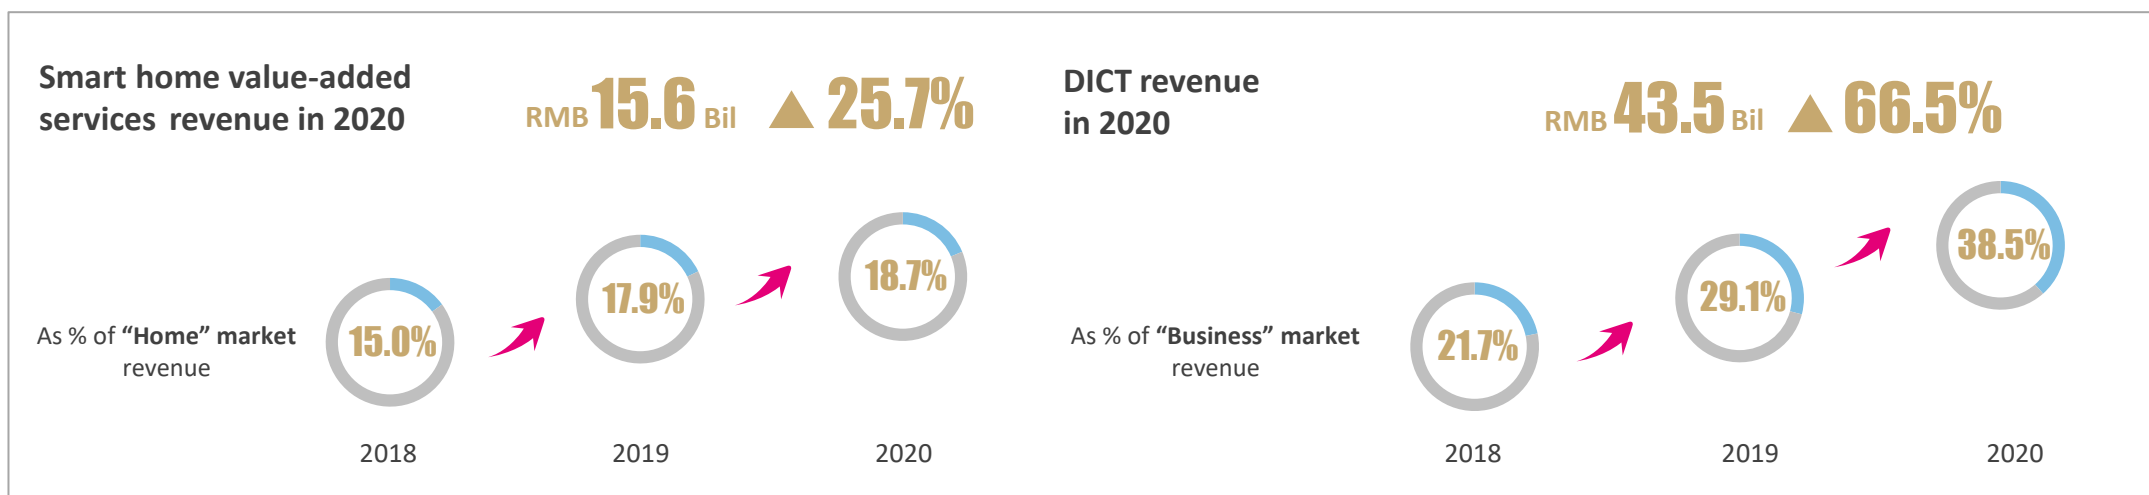 Smart home value-added
services revenue in 2020
RMB 15.6 Bil ▲ 25.7%
As % of “Home” market
revenue
15.0%
17.9%
18.7%
2018
2019
2020
DICT revenue
in 2020
RMB 43.5 Bil ▲ 66.5%
As % of “Business” market
revenue
21.7%
29.1%
38.5%
2018
2019
2020